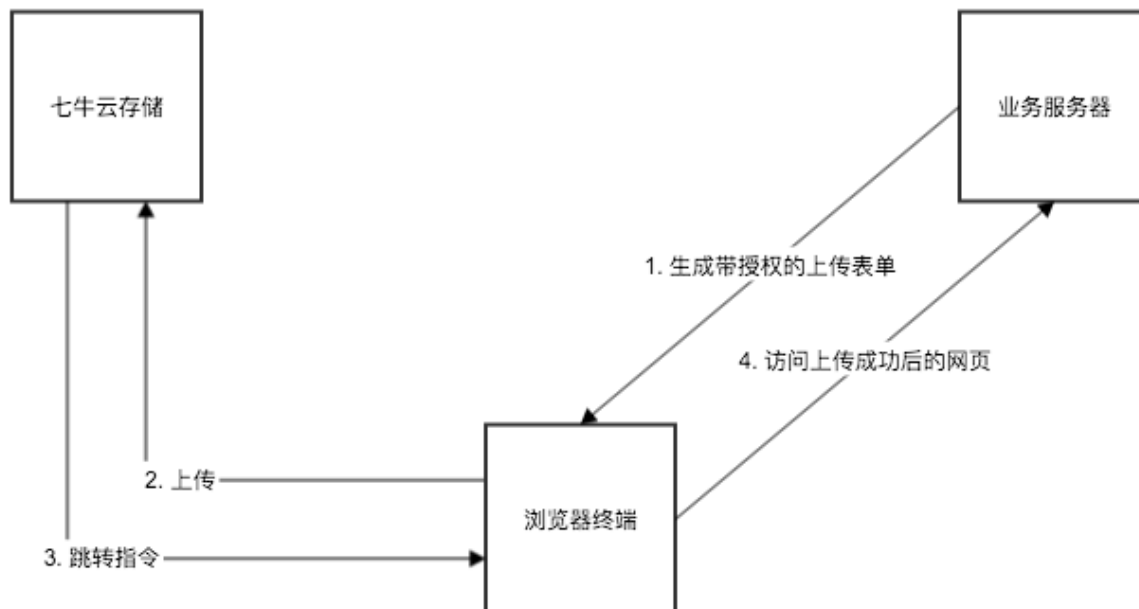 七牛云存储
业务服务器
1. 生成带授权的上传表单
4. 访问上传成功后的网页
2. 上传
浏览器终端
3. 跳转指令